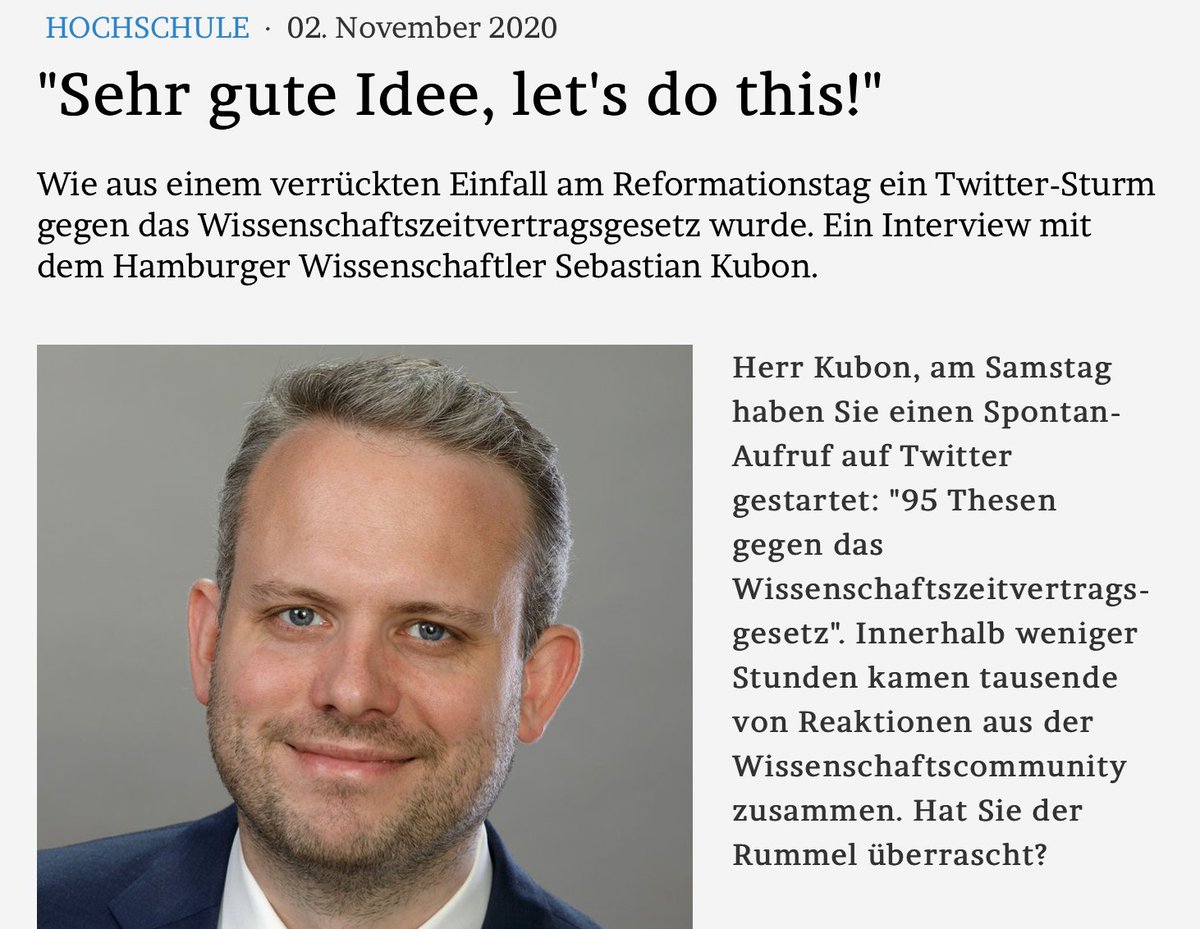 HOCHSCHULE · 02. November 2020
"Sehr gute Idee, let's do this!"
Wie aus einem verrückten Einfall am Reformationstag ein Twitter-Sturm
gegen das Wissenschaftszeitvertragsgesetz wurde. Ein Interview mit
dem Hamburger Wissenschaftler Sebastian Kubon.
Herr Kubon, am Samstag
haben Sie einen Spontan-
Aufruf auf Twitter
gestartet: "95 Thesen
gegen das
Wissenschaftszeitvertrags-
gesetz". Innerhalb weniger
Stunden kamen tausende
von Reaktionen aus der
Wissenschaftscommunity
zusammen. Hat Sie der
Rummel überrascht?